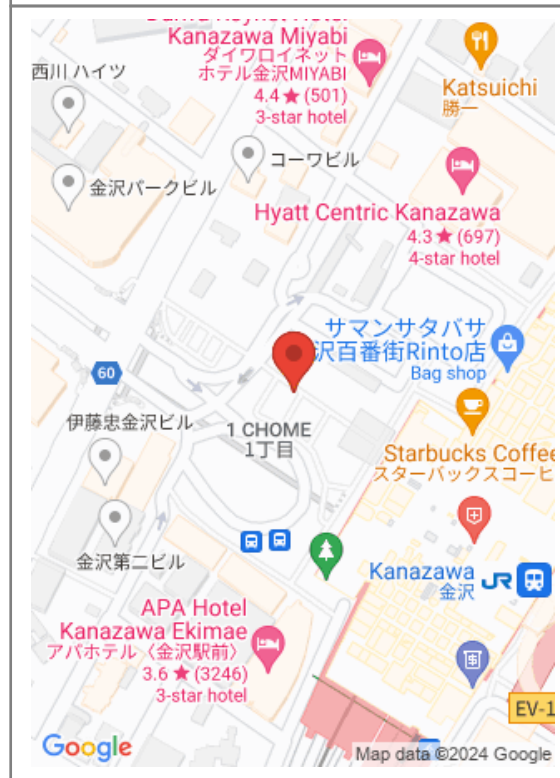 Kanazawa Miyabi
ダイワロイネット
ホテル金沢MIYABI
4.4★(501)
3-star hotel
西川 ハイツ
Katsuichi
勝一
コーワビル
金沢パークビル
Hyatt Centric Kanazawa
4.3★(697)
4-star hotel
サマンサタバサ
沢百番街Rinto店
Bag shop
60
伊藤忠金沢ビル
1 CHOME
1丁目
Starbucks Coffee
スターバックスコーヒ
金沢第二ビル
Kanazawa
金沢
JR
APA Hotel
Kanazawa Ekimae
アパホテル〈金沢駅前〉
3.6★(3246)
3-star hotel
EV-1
Google
Map data ©2024 Google